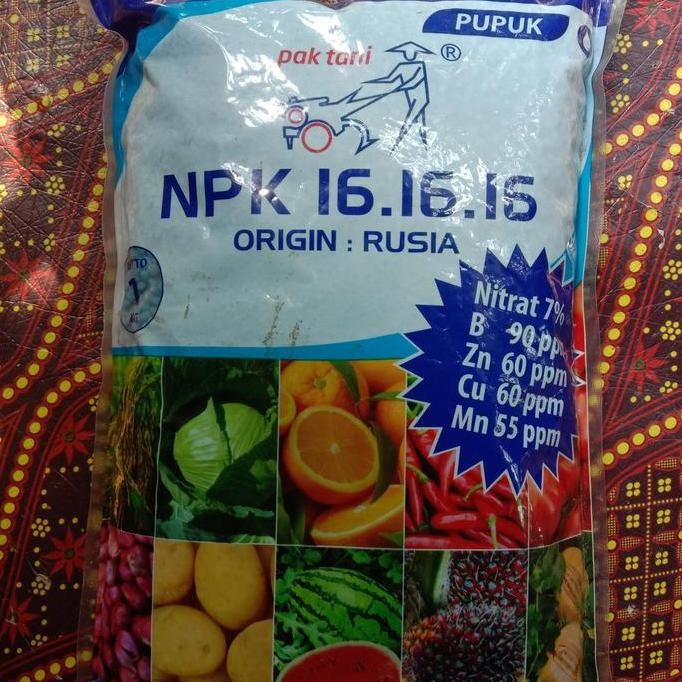 PUPUK
pak tani ®
NPK 16.16.16
ORIGIN : RUSIA
1
Nitrat 7%
B 90 ppm
Zn 60 ppm
Cu 60 ppm
Mn 55 ppm